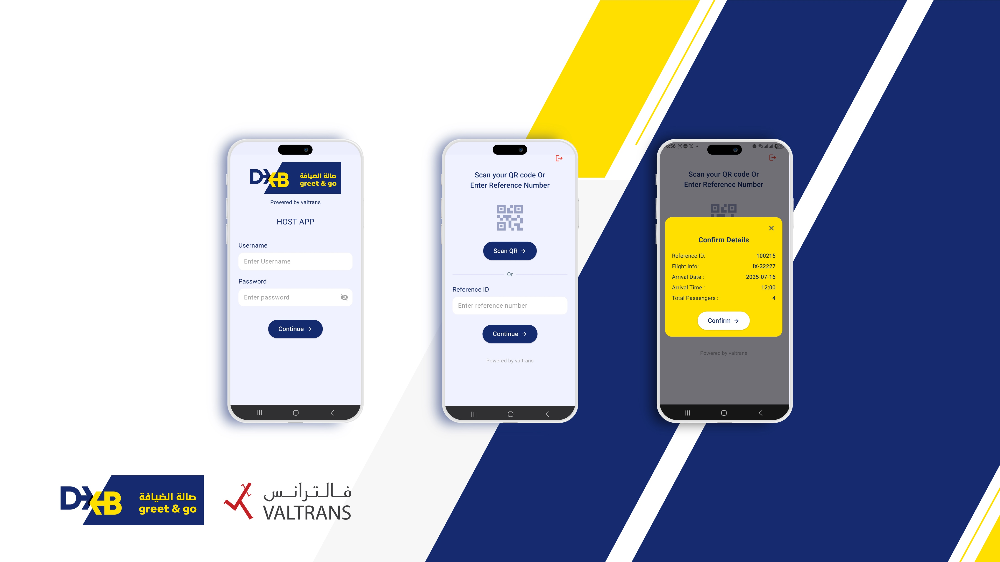 DXB
صالة الضيافة
greet & go
Powered by valtrans
HOST APP
Username
Enter Username
Password
Enter password
Continue
Scan your QR code Or
Enter Reference Number
Scan QR
Or
Reference ID
Enter reference number
Continue
Powered by valtrans
6:56
Scan your QR code Or
Enter Reference Number
Confirm Details
Reference ID: 100215
Flight Info: IX-32227
Arrival Date : 2025-07-16
Arrival Time : 12:00
Total Passengers : 4
Confirm
Powered by valtrans
DXB
صالة الضيافة
greet & go
فالترانس
VALTRANS